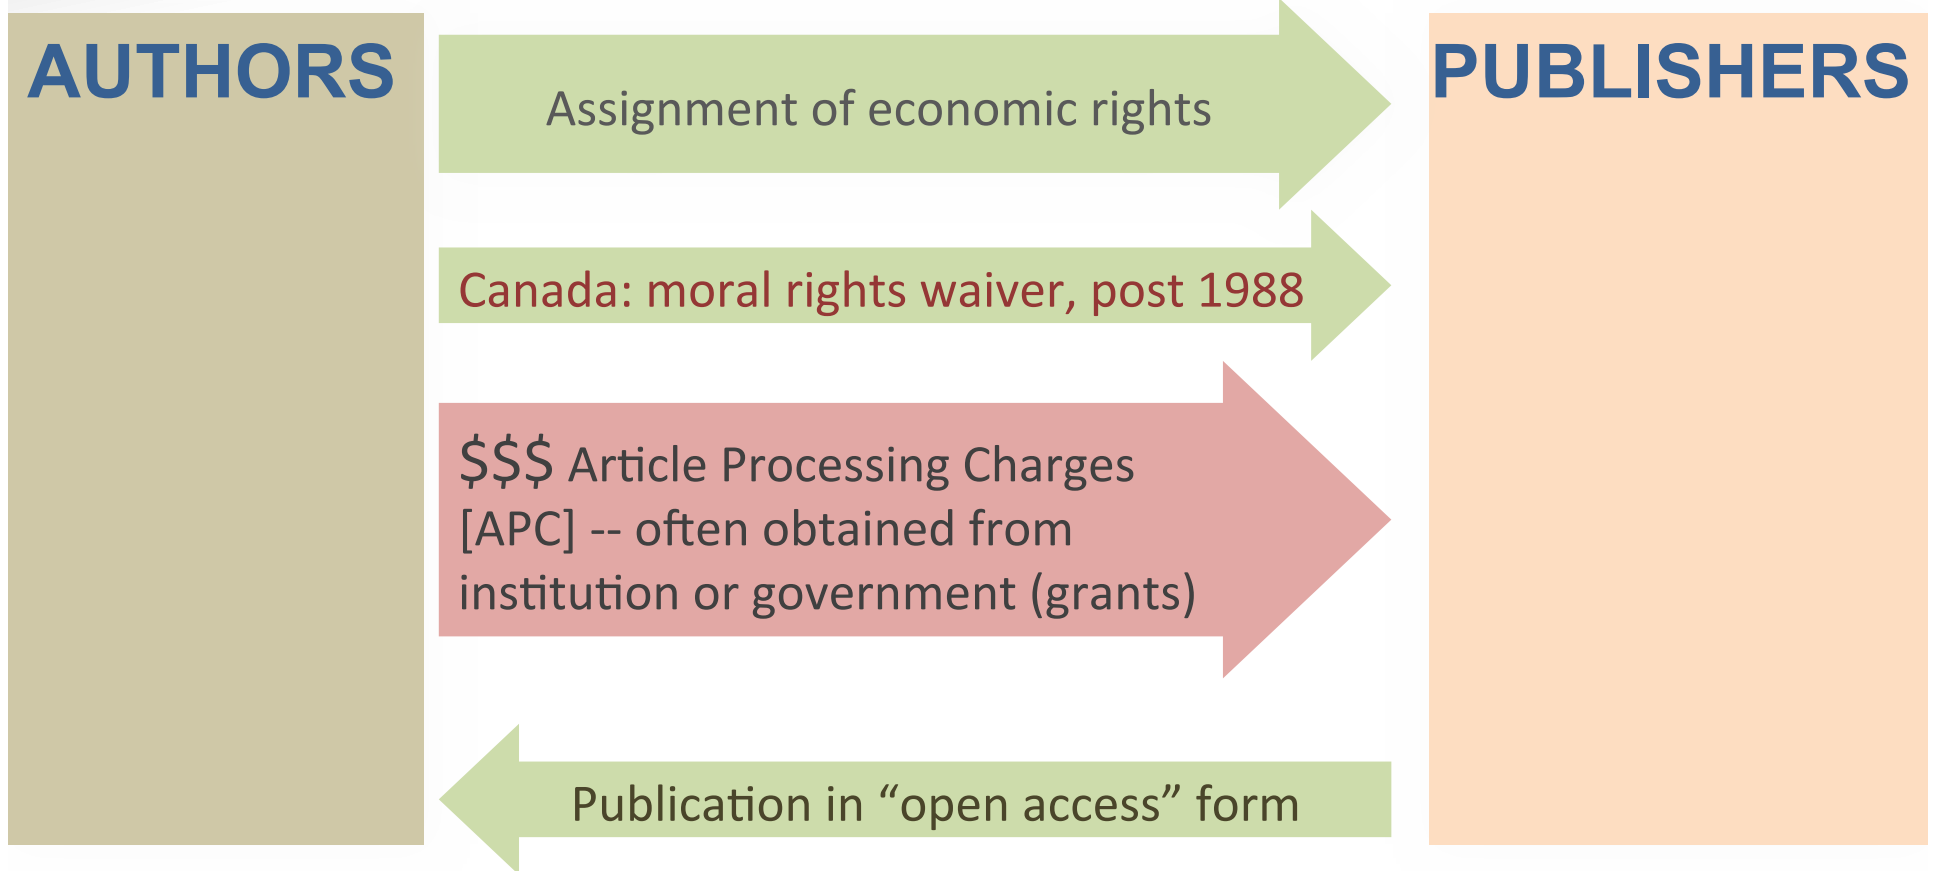 AUTHORS
PUBLISHERS
Assignment of economic rights
Canada: moral rights waiver, post 1988
$$$ Article Processing Charges
[APC] -- often obtained from
institution or government (grants)
Publication in “open access” form